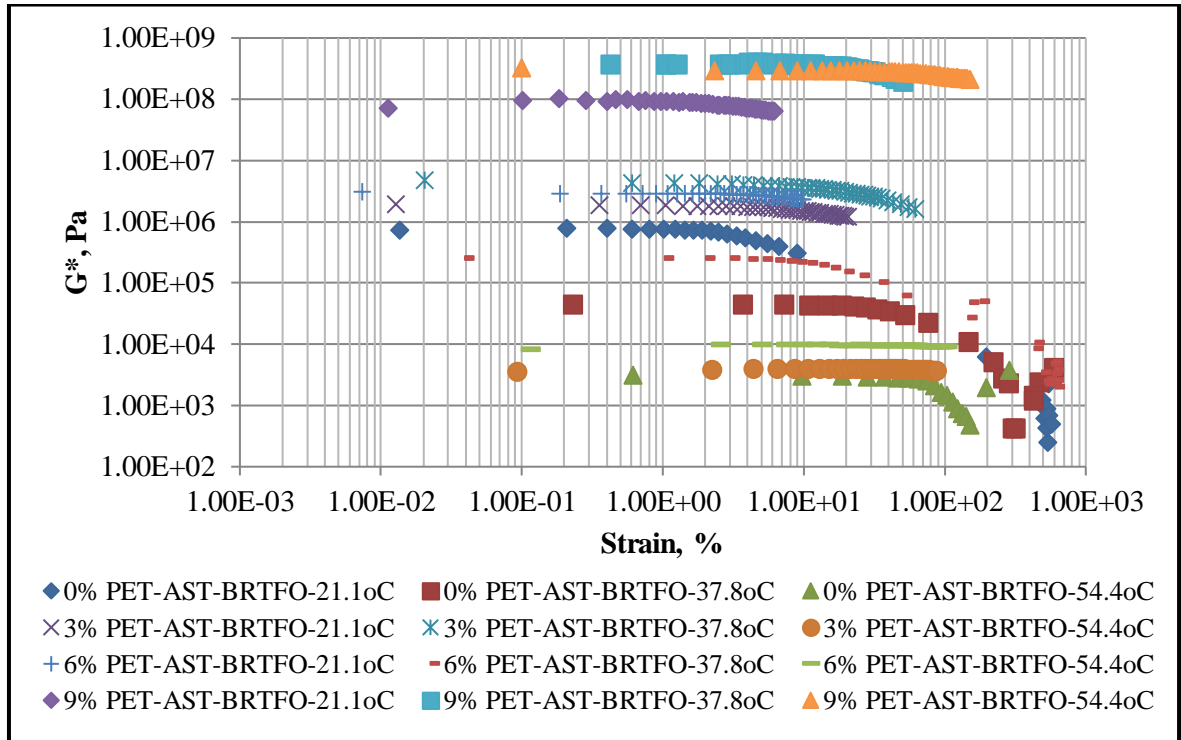 1.00E+09
1.00E+08
1.00E+07
1.00E+06
1.00E+05
1.00E+04
1.00E+03
1.00E+02
G*, Pa
1.00E-03 1.00E-02 1.00E-01 1.00E+00 1.00E+01 1.00E+02 1.00E+03
Strain, %
0% PET-AST-BRTFO-21.1oC 0% PET-AST-BRTFO-37.8oC 0% PET-AST-BRTFO-54.4oC
3% PET-AST-BRTFO-21.1oC 3% PET-AST-BRTFO-37.8oC 3% PET-AST-BRTFO-54.4oC
6% PET-AST-BRTFO-21.1oC 6% PET-AST-BRTFO-37.8oC 6% PET-AST-BRTFO-54.4oC
9% PET-AST-BRTFO-21.1oC 9% PET-AST-BRTFO-37.8oC 9% PET-AST-BRTFO-54.4oC